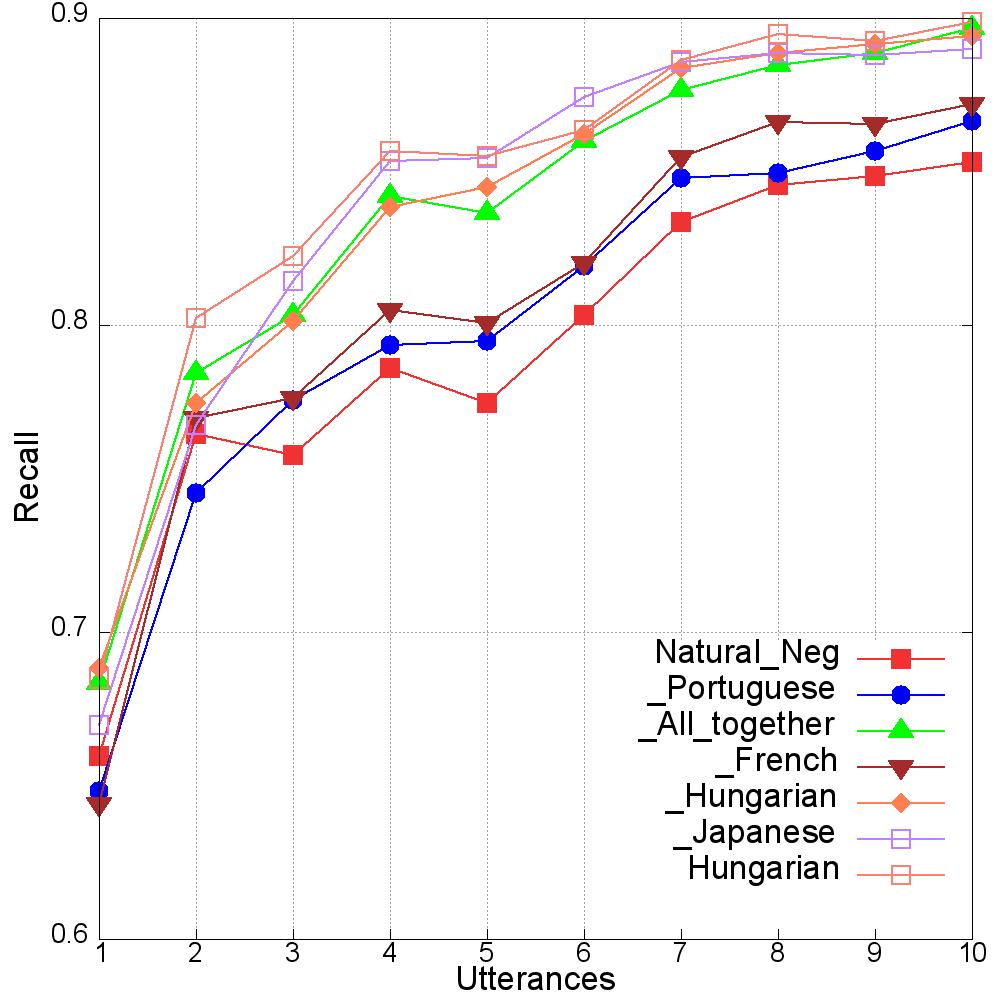 0.9
0.8
Recall
0.7
Natural_Neg
_Portuguese
_All_together
_French
_Hungarian
_Japanese
Hungarian
0.6
1 2 3 4 5 6 7 8 9 10
Utterances